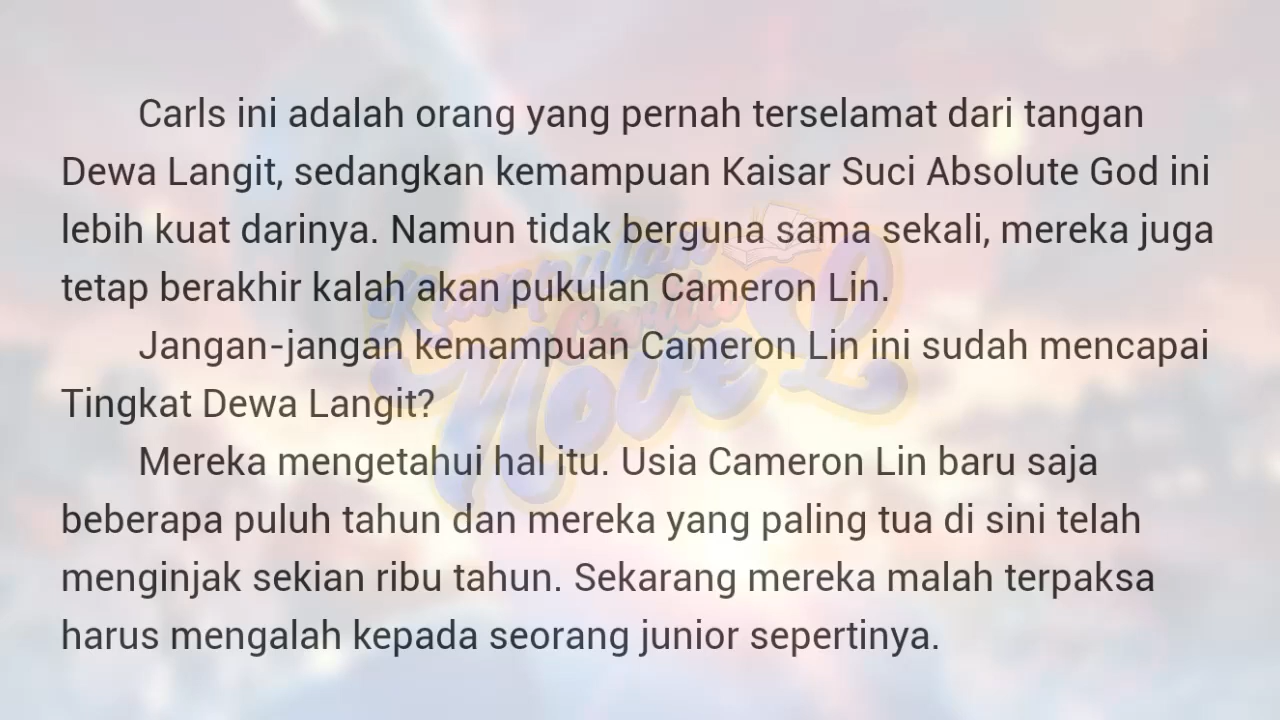 Carls ini adalah orang yang pernah terselamat dari tangan
Dewa Langit, sedangkan kemampuan Kaisar Suci Absolute God ini
lebih kuat darinya. Namun tidak berguna sama sekali, mereka juga
tetap berakhir kalah akan pukulan Cameron Lin.
Jangan-jangan kemampuan Cameron Lin ini sudah mencapai
Tingkat Dewa Langit?
Mereka mengetahui hal itu. Usia Cameron Lin baru saja
beberapa puluh tahun dan mereka yang paling tua di sini telah
menginjak sekian ribu tahun. Sekarang mereka malah terpaksa
harus mengalah kepada seorang junior sepertinya.
Kumpulan
Cerita
Novel